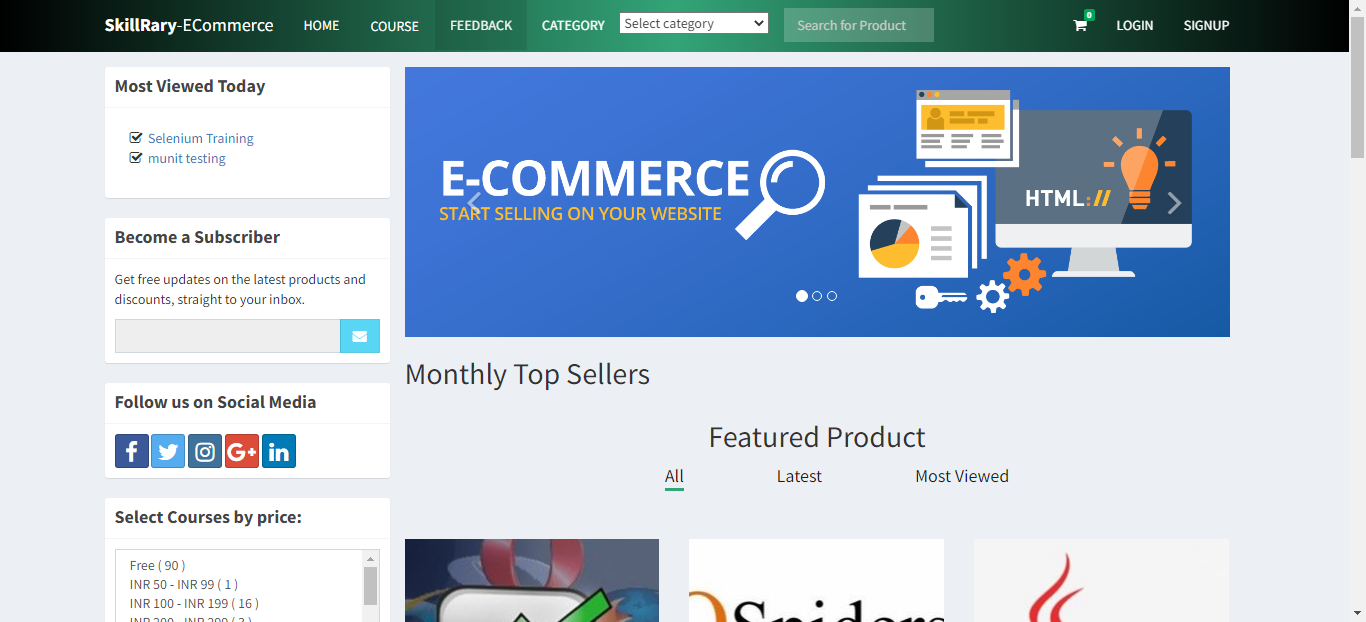 SkillRary-ECommerce HOME COURSE FEEDBACK CATEGORY Select category Search for Product 0 LOGIN SIGNUP
Most Viewed Today
Selenium Training
munit testing
Become a Subscriber
Get free updates on the latest products and
discounts, straight to your inbox.
Follow us on Social Media
f G+ in
Select Courses by price:
Free ( 90 )
INR 50 - INR 99 ( 1 )
INR 100 - INR 199 ( 16 )
E-COMMERCE
START SELLING ON YOUR WEBSITE
HTML://
Monthly Top Sellers
Featured Product
All Latest Most Viewed
Spiders